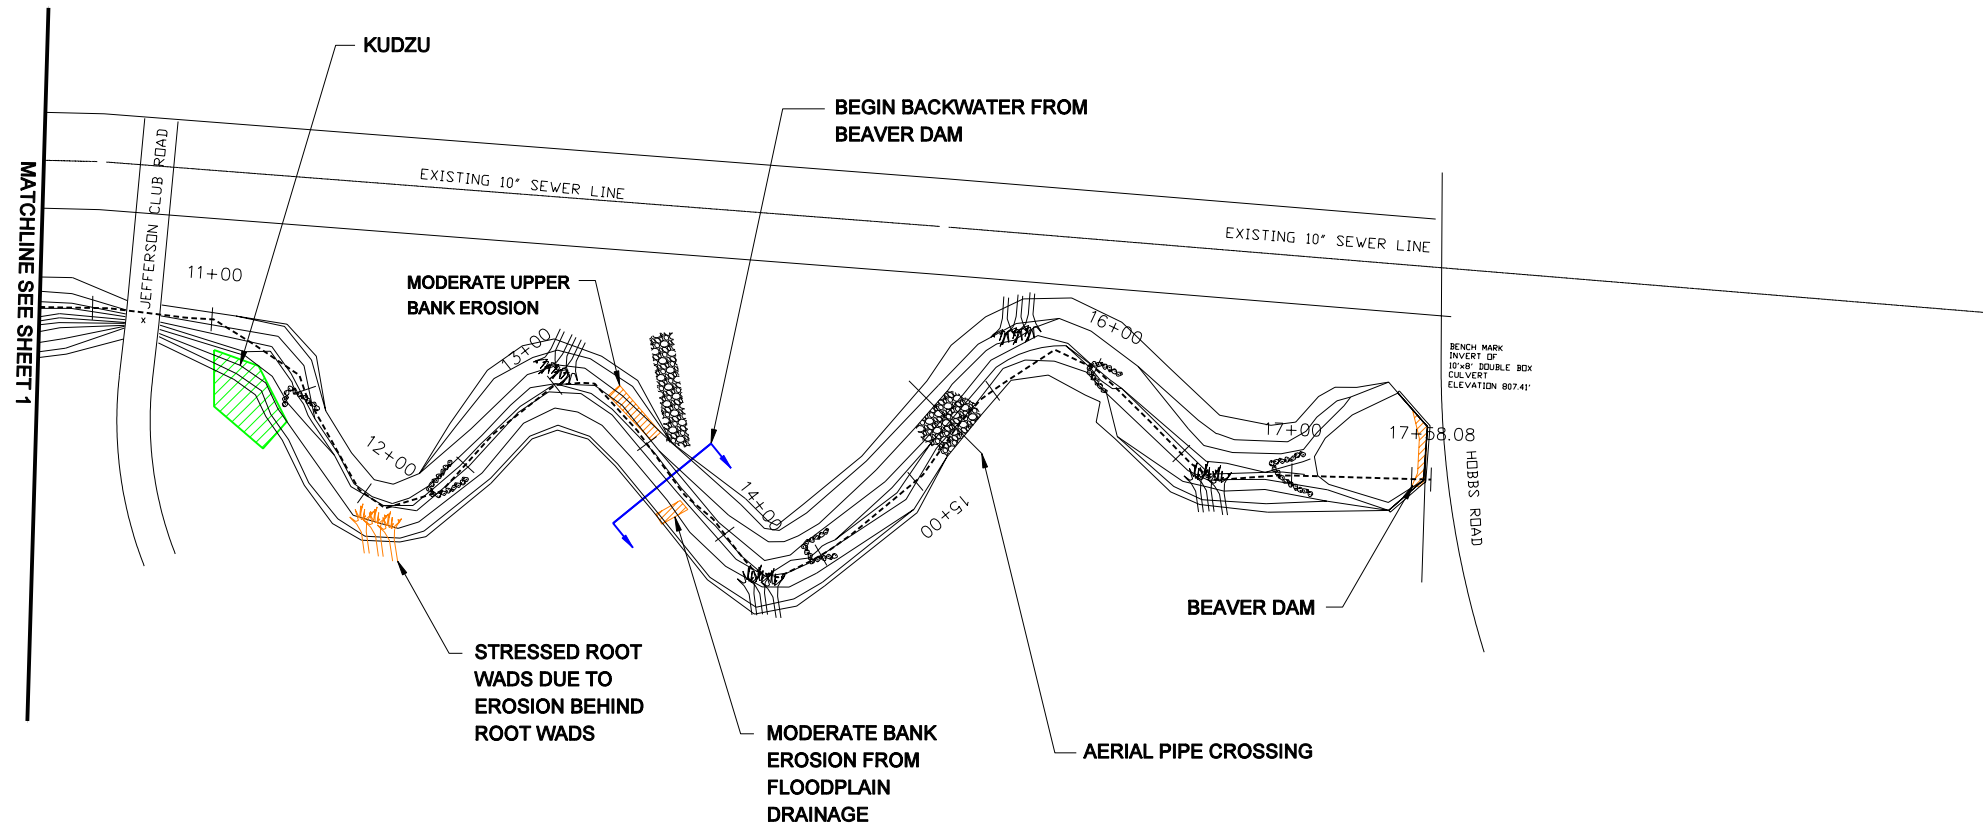 KUDZU
BEGIN BACKWATER FROM
BEAVER DAM
MATCHLINE SEE SHEET 1
JEFFERSON CLUB ROAD
EXISTING 10" SEWER LINE
EXISTING 10" SEWER LINE
11+00
MODERATE UPPER
BANK EROSION
13+00
16+00
BENCH MARK
INVERT OF
10'x8' DOUBLE BOX
CULVERT
ELEVATION 807.41'
12+00
17+00
17+58.08
14+00
15+00
HOBBS ROAD
BEAVER DAM
STRESSED ROOT
WADS DUE TO
EROSION BEHIND
ROOT WADS
MODERATE BANK
EROSION FROM
FLOODPLAIN
DRAINAGE
AERIAL PIPE CROSSING